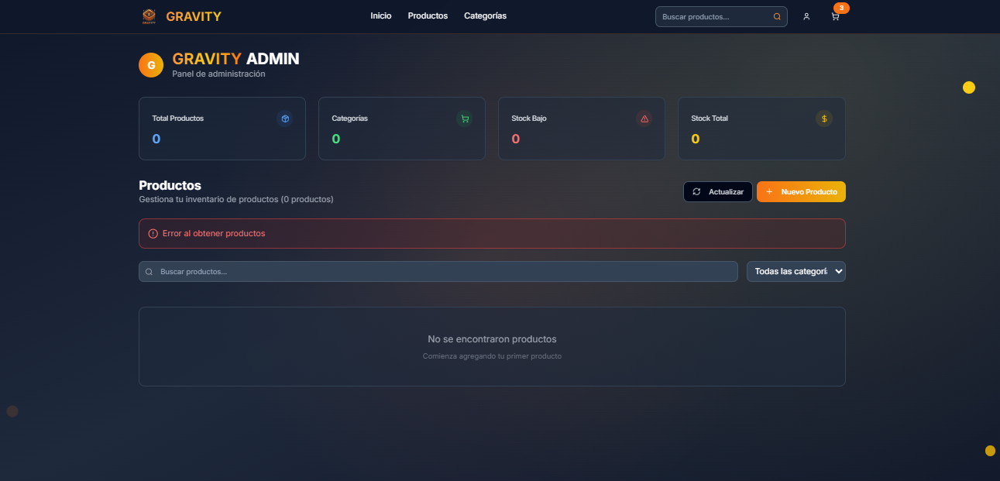 GRAVITY
Inicio Productos Categorías
Buscar productos...
3
G
GRAVITY ADMIN
Panel de administración
Total Productos
0
Categorías
0
Stock Bajo
0
Stock Total
0
Productos
Gestiona tu inventario de productos (0 productos)
Actualizar
Nuevo Producto
Error al obtener productos
Buscar productos...
Todas las categorí
No se encontraron productos
Comienza agregando tu primer producto